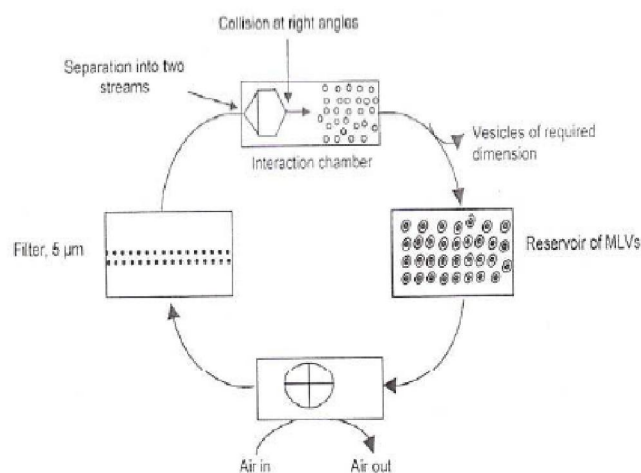 Collision at right angles
Separation into two
streams
Interaction chamber
Vesicles of required
dimension
Filter, 5 µm
Reservoir of MLVs
Air in
Air out